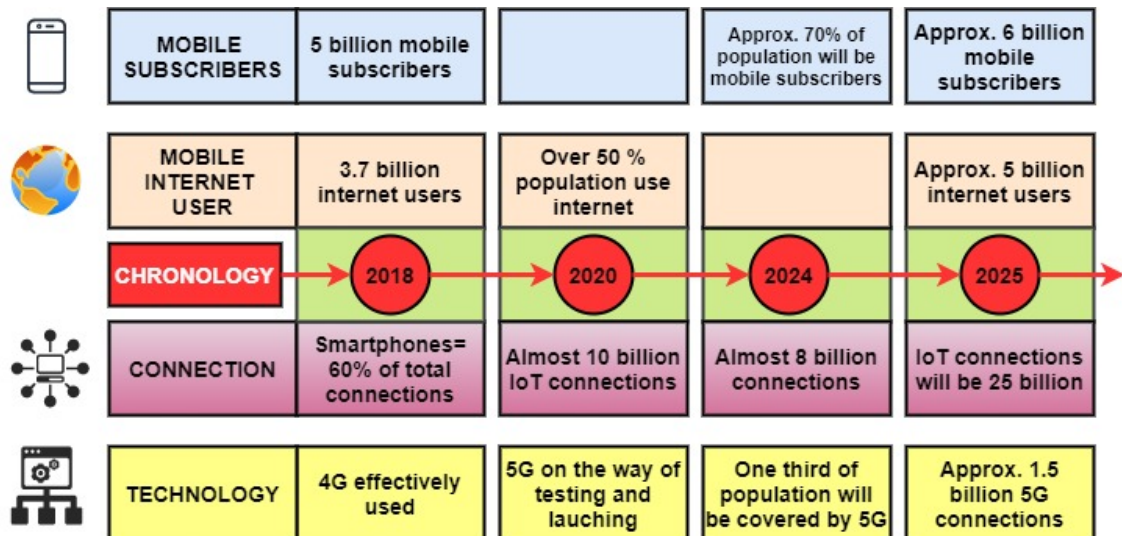 MOBILE
SUBSCRIBERS
5 billion mobile
subscribers
Approx. 70% of
population will be
mobile subscribers
Approx. 6 billion
mobile
subscribers
MOBILE
INTERNET
USER
3.7 billion
internet users
Over 50 %
population use
internet
Approx. 5 billion
internet users
CHRONOLOGY
2018
2020
2024
2025
CONNECTION
Smartphones=
60% of total
connections
Almost 10 billion
IoT connections
Almost 8 billion
connections
IoT connections
will be 25 billion
TECHNOLOGY
4G effectively
used
5G on the way of
testing and
lauching
One third of
population will
be covered by 5G
Approx. 1.5
billion 5G
connections